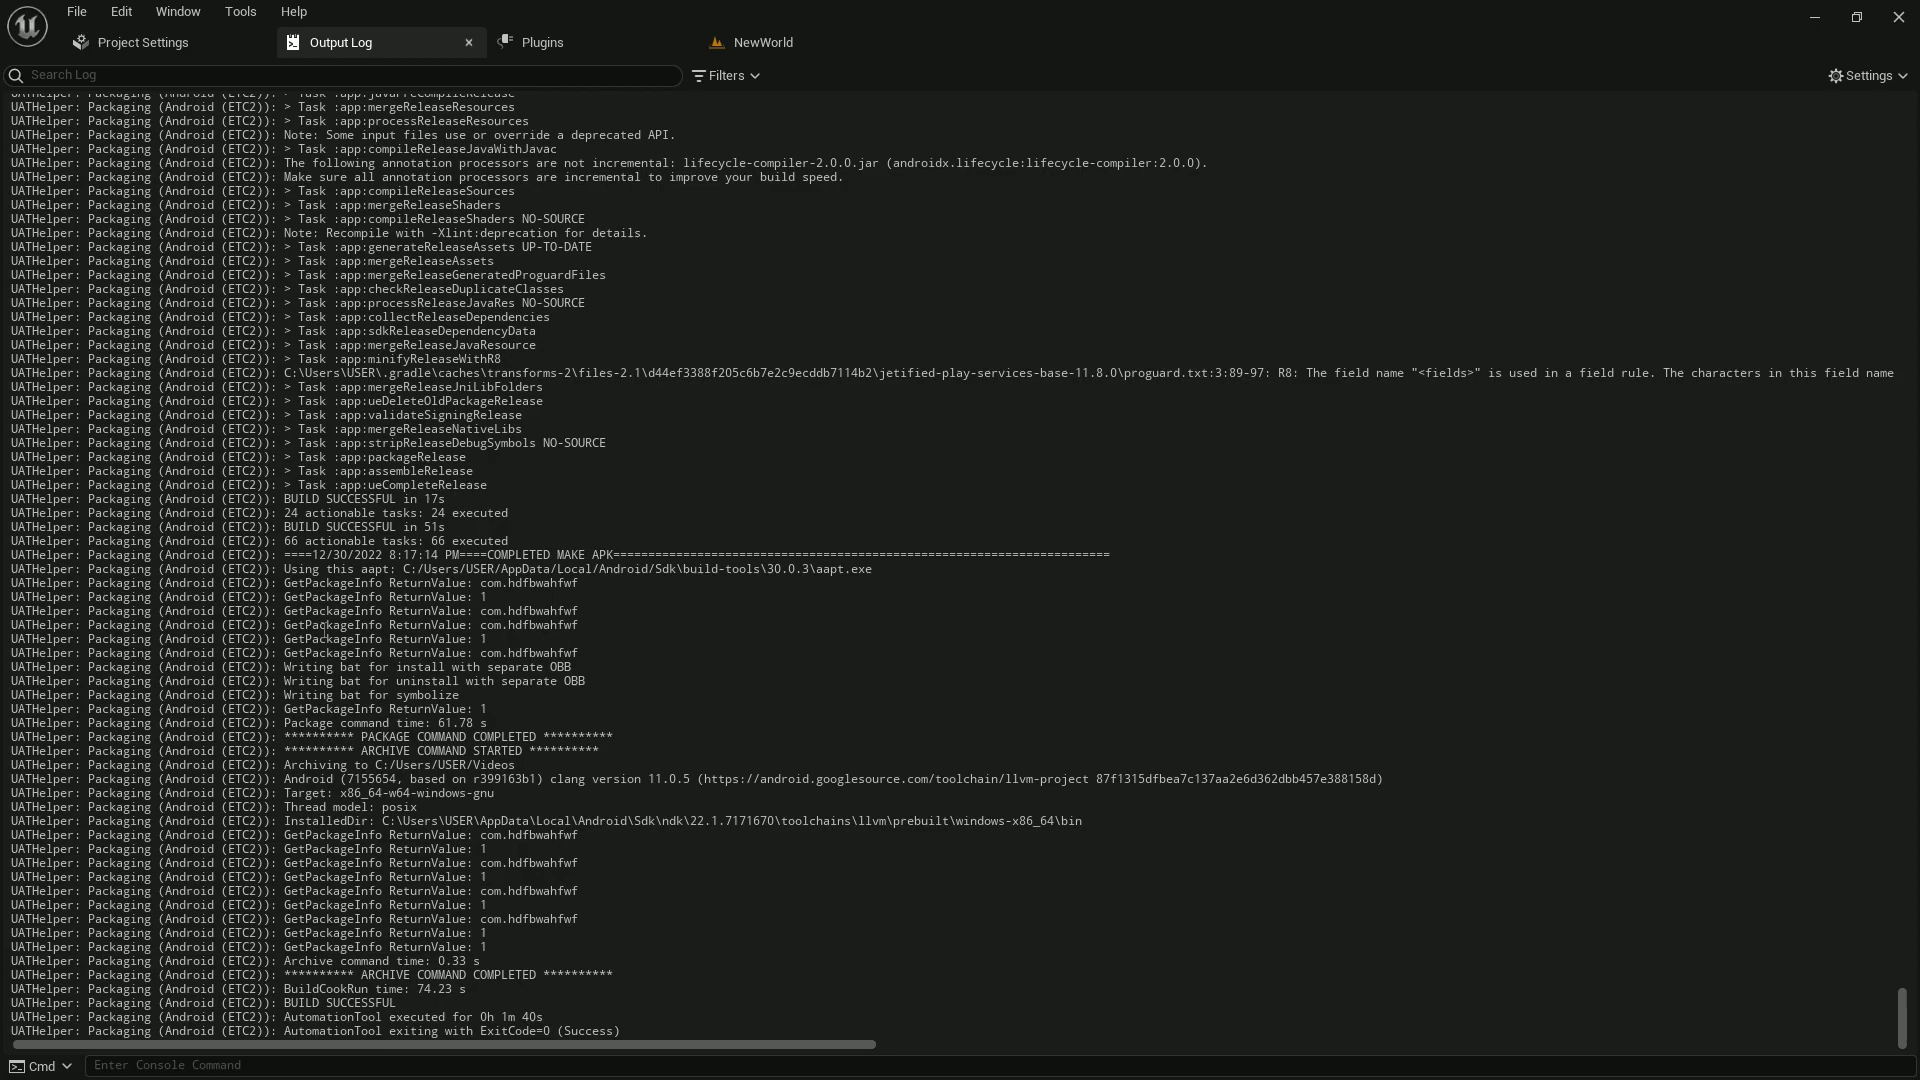 File Edit Window Tools Help
Project Settings Output Log Plugins NewWorld
Search Log Filters Settings
UATHelper: Packaging (Android (ETC2)): > Task :app:javaPreCompileRelease
UATHelper: Packaging (Android (ETC2)): > Task :app:mergeReleaseResources
UATHelper: Packaging (Android (ETC2)): > Task :app:processReleaseResources
UATHelper: Packaging (Android (ETC2)): Note: Some input files use or override a deprecated API.
UATHelper: Packaging (Android (ETC2)): > Task :app:compileReleaseJavaWithJavac
UATHelper: Packaging (Android (ETC2)): The following annotation processors are not incremental: lifecycle-compiler-2.0.0.jar (androidx.lifecycle:lifecycle-compiler:2.0.0).
UATHelper: Packaging (Android (ETC2)): Make sure all annotation processors are incremental to improve your build speed.
UATHelper: Packaging (Android (ETC2)): > Task :app:compileReleaseSources
UATHelper: Packaging (Android (ETC2)): > Task :app:mergeReleaseShaders
UATHelper: Packaging (Android (ETC2)): > Task :app:compileReleaseShaders NO-SOURCE
UATHelper: Packaging (Android (ETC2)): Note: Recompile with -Xlint:deprecation for details.
UATHelper: Packaging (Android (ETC2)): > Task :app:generateReleaseAssets UP-TO-DATE
UATHelper: Packaging (Android (ETC2)): > Task :app:mergeReleaseAssets
UATHelper: Packaging (Android (ETC2)): > Task :app:mergeReleaseGeneratedProguardFiles
UATHelper: Packaging (Android (ETC2)): > Task :app:checkReleaseDuplicateClasses
UATHelper: Packaging (Android (ETC2)): > Task :app:processReleaseJavaRes NO-SOURCE
UATHelper: Packaging (Android (ETC2)): > Task :app:collectReleaseDependencies
UATHelper: Packaging (Android (ETC2)): > Task :app:sdkReleaseDependencyData
UATHelper: Packaging (Android (ETC2)): > Task :app:mergeReleaseJavaResource
UATHelper: Packaging (Android (ETC2)): > Task :app:minifyReleaseWithR8
UATHelper: Packaging (Android (ETC2)): C:\Users\USER\.gradle\caches\transforms-2\files-2.1\d44ef3388f205c6b7e2c9ecddb7114b2\jetified-play-services-base-11.8.0\proguard.txt:3:89-97: R8: The field name "<fields>" is used in a field rule. The characters in this field name
UATHelper: Packaging (Android (ETC2)): > Task :app:mergeReleaseJniLibFolders
UATHelper: Packaging (Android (ETC2)): > Task :app:ueDeleteOldPackageRelease
UATHelper: Packaging (Android (ETC2)): > Task :app:validateSigningRelease
UATHelper: Packaging (Android (ETC2)): > Task :app:mergeReleaseNativeLibs
UATHelper: Packaging (Android (ETC2)): > Task :app:stripReleaseDebugSymbols NO-SOURCE
UATHelper: Packaging (Android (ETC2)): > Task :app:packageRelease
UATHelper: Packaging (Android (ETC2)): > Task :app:assembleRelease
UATHelper: Packaging (Android (ETC2)): > Task :app:ueCompleteRelease
UATHelper: Packaging (Android (ETC2)): BUILD SUCCESSFUL in 17s
UATHelper: Packaging (Android (ETC2)): 24 actionable tasks: 24 executed
UATHelper: Packaging (Android (ETC2)): BUILD SUCCESSFUL in 51s
UATHelper: Packaging (Android (ETC2)): 66 actionable tasks: 66 executed
UATHelper: Packaging (Android (ETC2)): ====12/30/2022 8:17:14 PM====COMPLETED MAKE APK=======================================================================
UATHelper: Packaging (Android (ETC2)): Using this aapt: C:/Users/USER/AppData/Local/Android/Sdk\build-tools\30.0.3\aapt.exe
UATHelper: Packaging (Android (ETC2)): GetPackageInfo ReturnValue: com.hdfbwahfwf
UATHelper: Packaging (Android (ETC2)): GetPackageInfo ReturnValue: 1
UATHelper: Packaging (Android (ETC2)): GetPackageInfo ReturnValue: com.hdfbwahfwf
UATHelper: Packaging (Android (ETC2)): GetPackageInfo ReturnValue: com.hdfbwahfwf
UATHelper: Packaging (Android (ETC2)): GetPackageInfo ReturnValue: 1
UATHelper: Packaging (Android (ETC2)): GetPackageInfo ReturnValue: com.hdfbwahfwf
UATHelper: Packaging (Android (ETC2)): Writing bat for install with separate OBB
UATHelper: Packaging (Android (ETC2)): Writing bat for uninstall with separate OBB
UATHelper: Packaging (Android (ETC2)): Writing bat for symbolize
UATHelper: Packaging (Android (ETC2)): GetPackageInfo ReturnValue: 1
UATHelper: Packaging (Android (ETC2)): Package command time: 61.78 s
UATHelper: Packaging (Android (ETC2)): ********** PACKAGE COMMAND COMPLETED **********
UATHelper: Packaging (Android (ETC2)): ********** ARCHIVE COMMAND STARTED **********
UATHelper: Packaging (Android (ETC2)): Archiving to C:/Users/USER/Videos
UATHelper: Packaging (Android (ETC2)): Android (7155654, based on r399163b1) clang version 11.0.5 (https://android.googlesource.com/toolchain/llvm-project 87f1315dfbea7c137aa2e6d362dbb457e388158d)
UATHelper: Packaging (Android (ETC2)): Target: x86_64-w64-windows-gnu
UATHelper: Packaging (Android (ETC2)): Thread model: posix
UATHelper: Packaging (Android (ETC2)): InstalledDir: C:\Users\USER\AppData\Local\Android\Sdk\ndk\22.1.7171670\toolchains\llvm\prebuilt\windows-x86_64\bin
UATHelper: Packaging (Android (ETC2)): GetPackageInfo ReturnValue: com.hdfbwahfwf
UATHelper: Packaging (Android (ETC2)): GetPackageInfo ReturnValue: 1
UATHelper: Packaging (Android (ETC2)): GetPackageInfo ReturnValue: com.hdfbwahfwf
UATHelper: Packaging (Android (ETC2)): GetPackageInfo ReturnValue: 1
UATHelper: Packaging (Android (ETC2)): GetPackageInfo ReturnValue: com.hdfbwahfwf
UATHelper: Packaging (Android (ETC2)): GetPackageInfo ReturnValue: 1
UATHelper: Packaging (Android (ETC2)): GetPackageInfo ReturnValue: com.hdfbwahfwf
UATHelper: Packaging (Android (ETC2)): GetPackageInfo ReturnValue: 1
UATHelper: Packaging (Android (ETC2)): GetPackageInfo ReturnValue: 1
UATHelper: Packaging (Android (ETC2)): Archive command time: 0.33 s
UATHelper: Packaging (Android (ETC2)): ********** ARCHIVE COMMAND COMPLETED **********
UATHelper: Packaging (Android (ETC2)): BuildCookRun time: 74.23 s
UATHelper: Packaging (Android (ETC2)): BUILD SUCCESSFUL
UATHelper: Packaging (Android (ETC2)): AutomationTool executed for 0h 1m 40s
UATHelper: Packaging (Android (ETC2)): AutomationTool exiting with ExitCode=0 (Success)
Cmd Enter Console Command